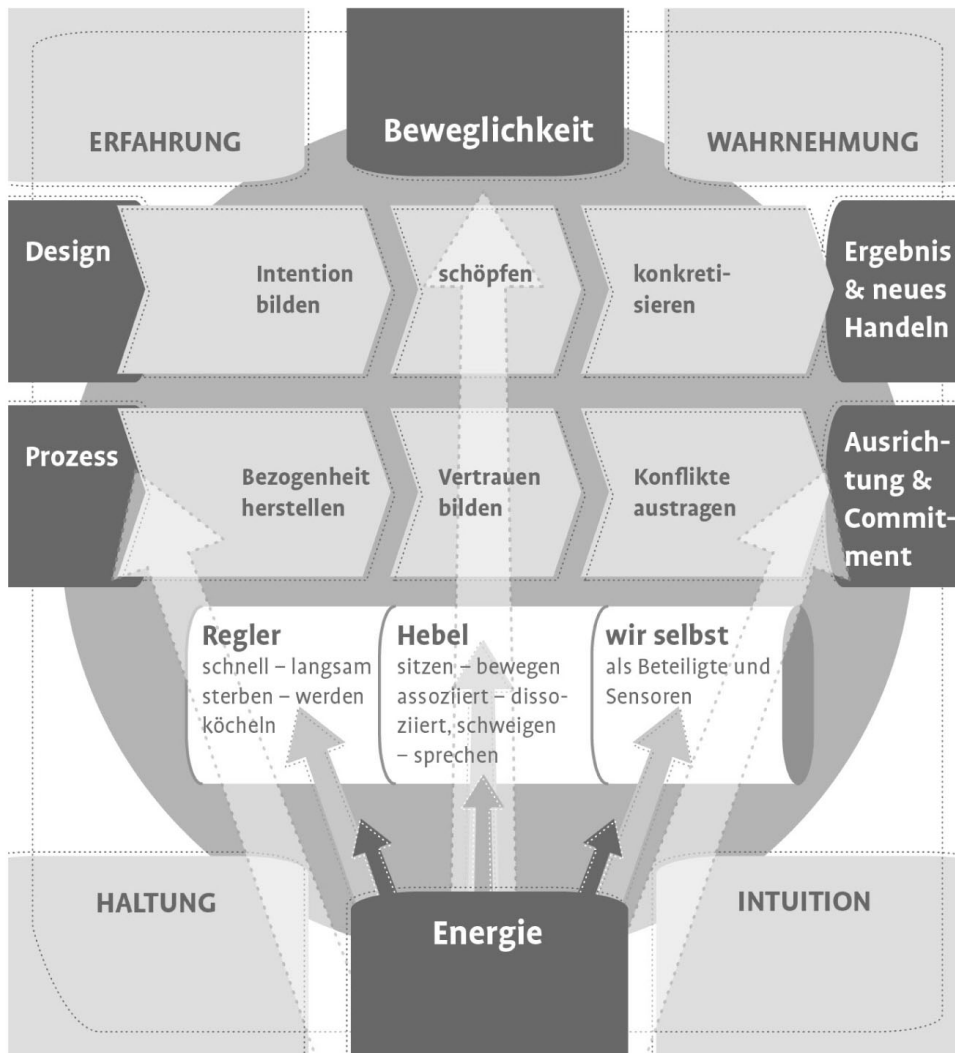 ERFAHRUNG
Beweglichkeit
WAHRNEHMUNG
Design
Intention
bilden
schöpfen
konkreti-
sieren
Ergebnis
& neues
Handeln
Prozess
Bezogenheit
herstellen
Vertrauen
bilden
Konflikte
austragen
Ausrich-
tung &
Commit-
ment
Regler
schnell – langsam
sterben – werden
köcheln
Hebel
sitzen – bewegen
assoziiert – disso-
ziiert, schweigen
– sprechen
wir selbst
als Beteiligte und
Sensoren
HALTUNG
Energie
INTUITION